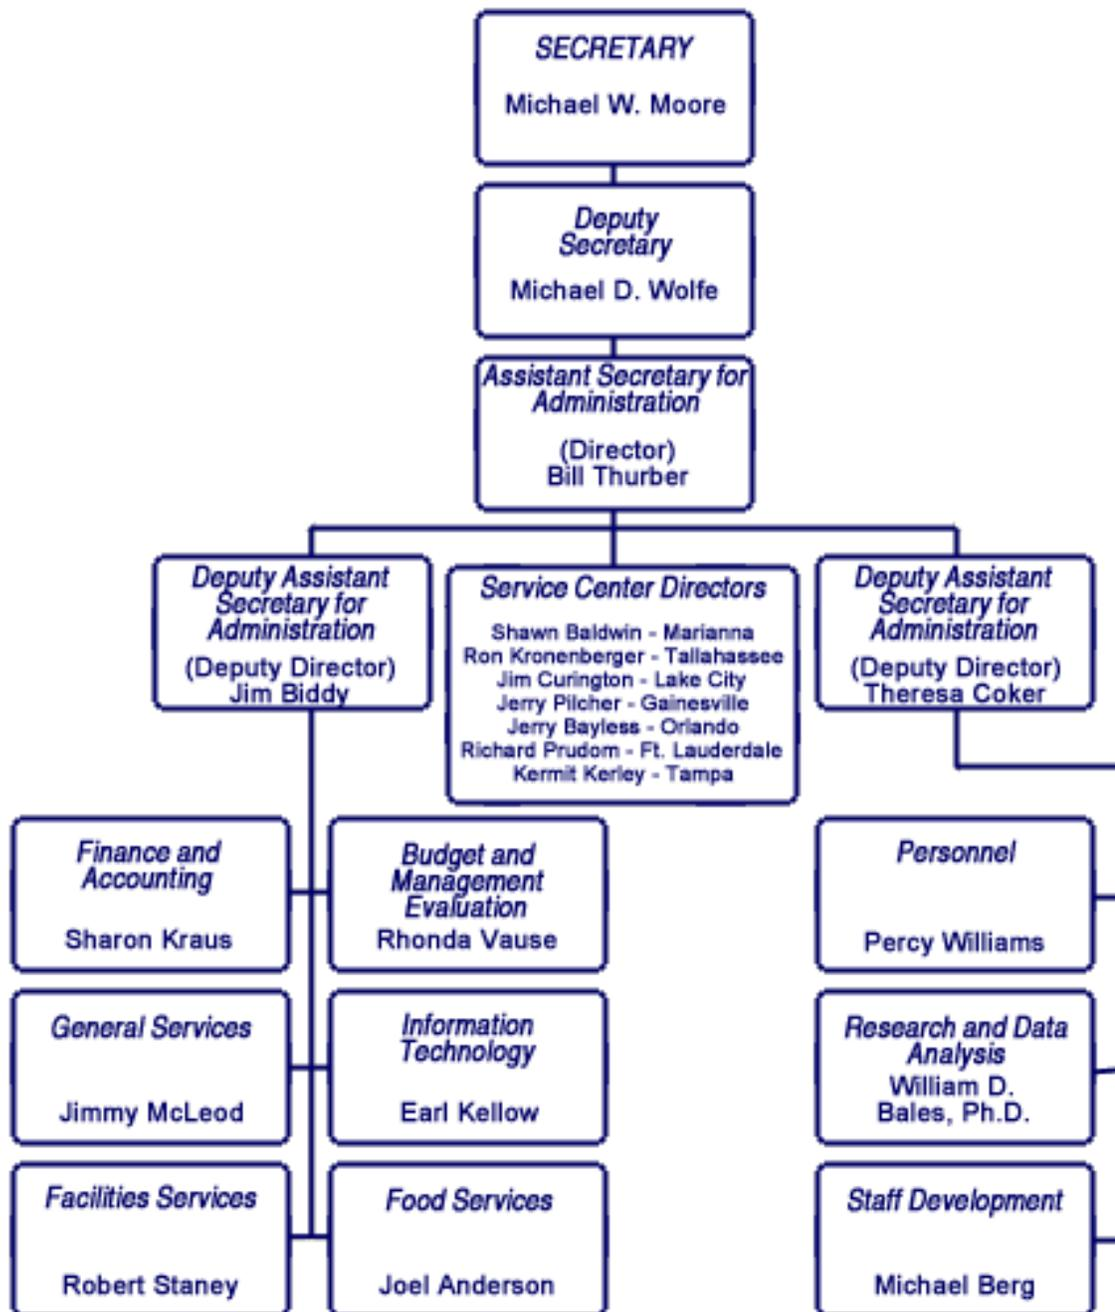 SECRETARY
Michael W. Moore
Deputy
Secretary
Michael D. Wolfe
Assistant Secretary for
Administration
(Director)
Bill Thurber
Deputy Assistant
Secretary for
Administration
(Deputy Director)
Jim Biddy
Service Center Directors
Shawn Baldwin - Marianna
Ron Kronenberger - Tallahassee
Jim Curington - Lake City
Jerry Pilcher - Gainesville
Jerry Bayless - Orlando
Richard Prudom - Ft. Lauderdale
Kermit Kerley - Tampa
Deputy Assistant
Secretary for
Administration
(Deputy Director)
Theresa Coker
Finance and
Accounting
Sharon Kraus
Budget and
Management
Evaluation
Rhonda Vause
Personnel
Percy Williams
General Services
Jimmy McLeod
Information
Technology
Earl Kellow
Research and Data
Analysis
William D.
Bales, Ph.D.
Facilities Services
Robert Staney
Food Services
Joel Anderson
Staff Development
Michael Berg